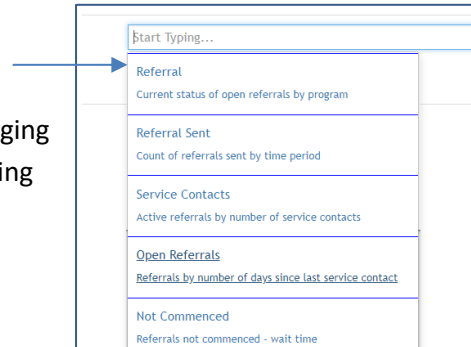 Start Typing...
Referral
Current status of open referrals by program
ging
Referral Sent
ing
Count of referrals sent by time period
Service Contacts
Active referrals by number of service contacts
Open Referrals
Referrals by number of days since last service contact
Not Commenced
Referrals not commenced - wait time